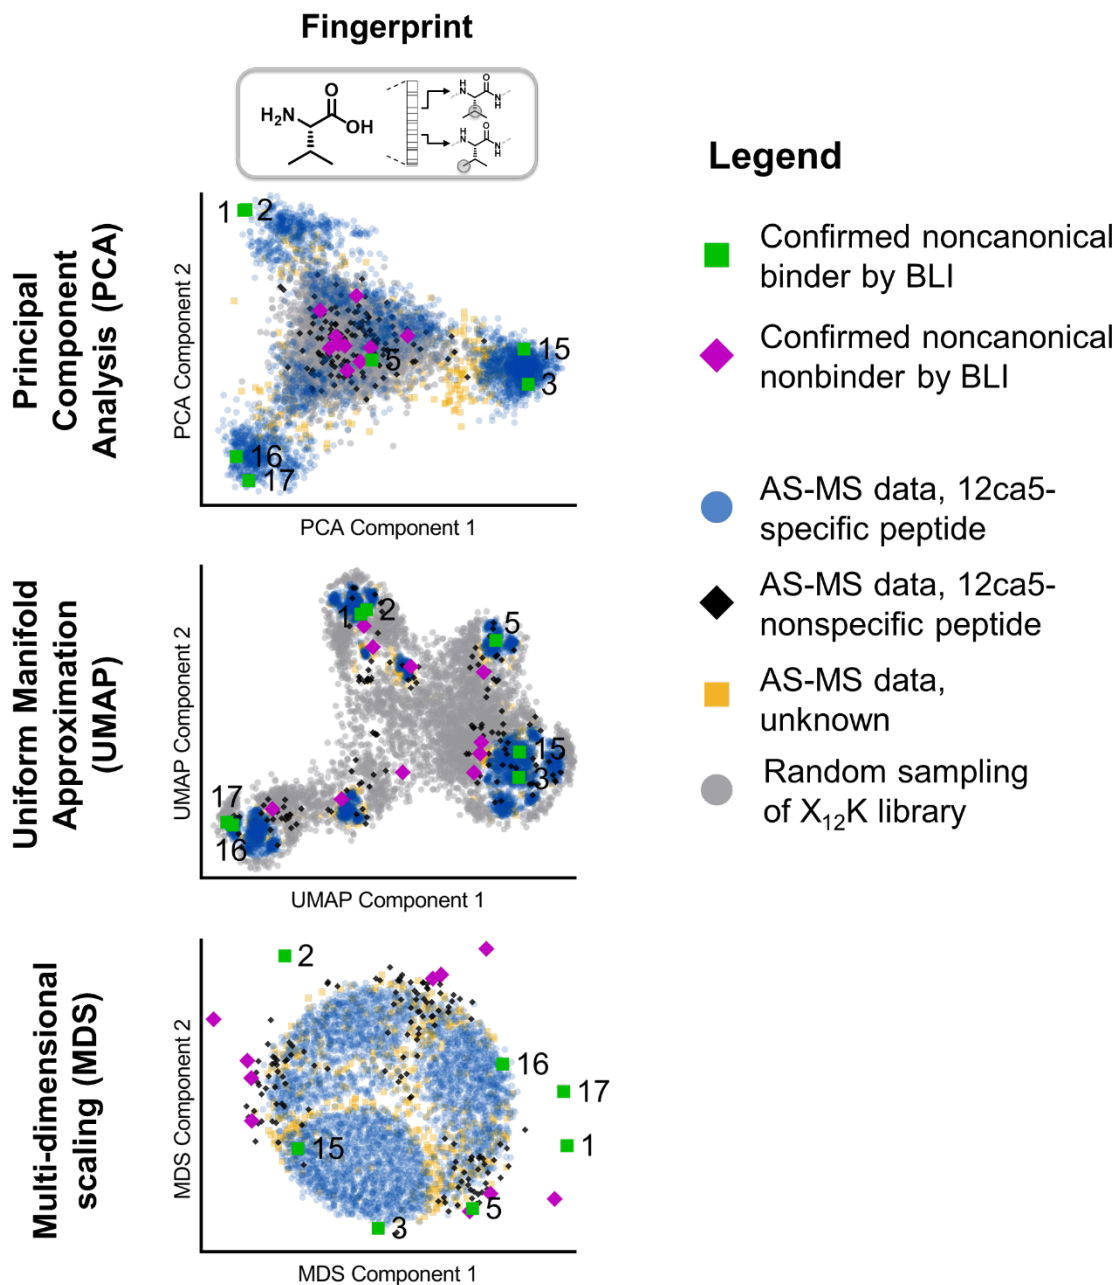 Fingerprint
H₂N
O
OH
H
N
O
N
H
H
N
O
N
H
Legend
Confirmed noncanonical
binder by BLI
Confirmed noncanonical
nonbinder by BLI
AS-MS data, 12ca5-
specific peptide
AS-MS data, 12ca5-
nonspecific peptide
AS-MS data,
unknown
Random sampling
of X₁₂K library
Principal
Component
Analysis (PCA)
PCA Component 2
1
2
15
5
3
16
17
PCA Component 1
Uniform Manifold
Approximation
(UMAP)
UMAP Component 2
1
2
5
15
3
17
16
UMAP Component 1
Multi-dimensional
scaling (MDS)
MDS Component 2
2
16
17
1
15
5
3
MDS Component 1